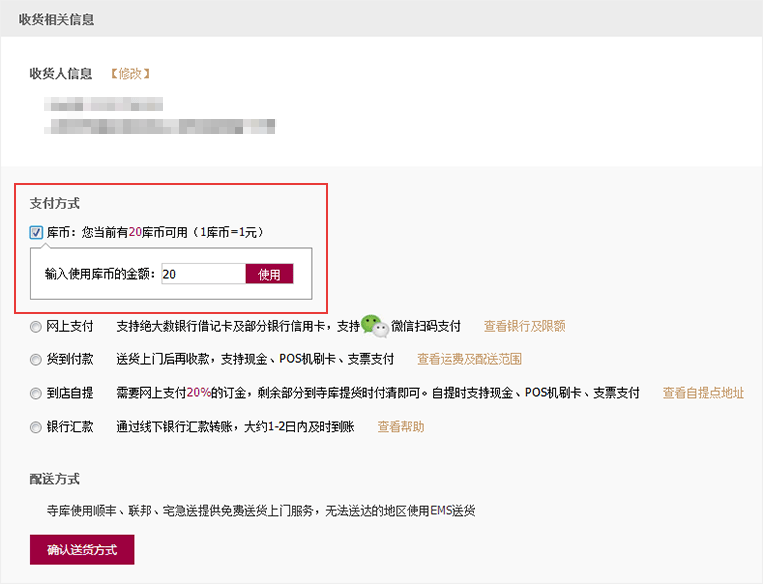 收货相关信息
收货人信息 【修改】
支付方式
库币：您当前有20库币可用（1库币=1元）
输入使用库币的金额：20 使用
网上支付 支持绝大数银行借记卡及部分银行信用卡，支持微信扫码支付 查看银行及限额
货到付款 送货上门后再收款，支持现金、POS机刷卡、支票支付 查看运费及配送范围
到店自提 需要网上支付20%的订金，剩余部分到寺库提货时付清即可。自提时支持现金、POS机刷卡、支票支付 查看自提点地址
银行汇款 通过线下银行汇款转账，大约1-2日内及时到账 查看帮助
配送方式
寺库使用顺丰、联邦、宅急送提供免费送货上门服务，无法送达的地区使用EMS送货
确认送货方式